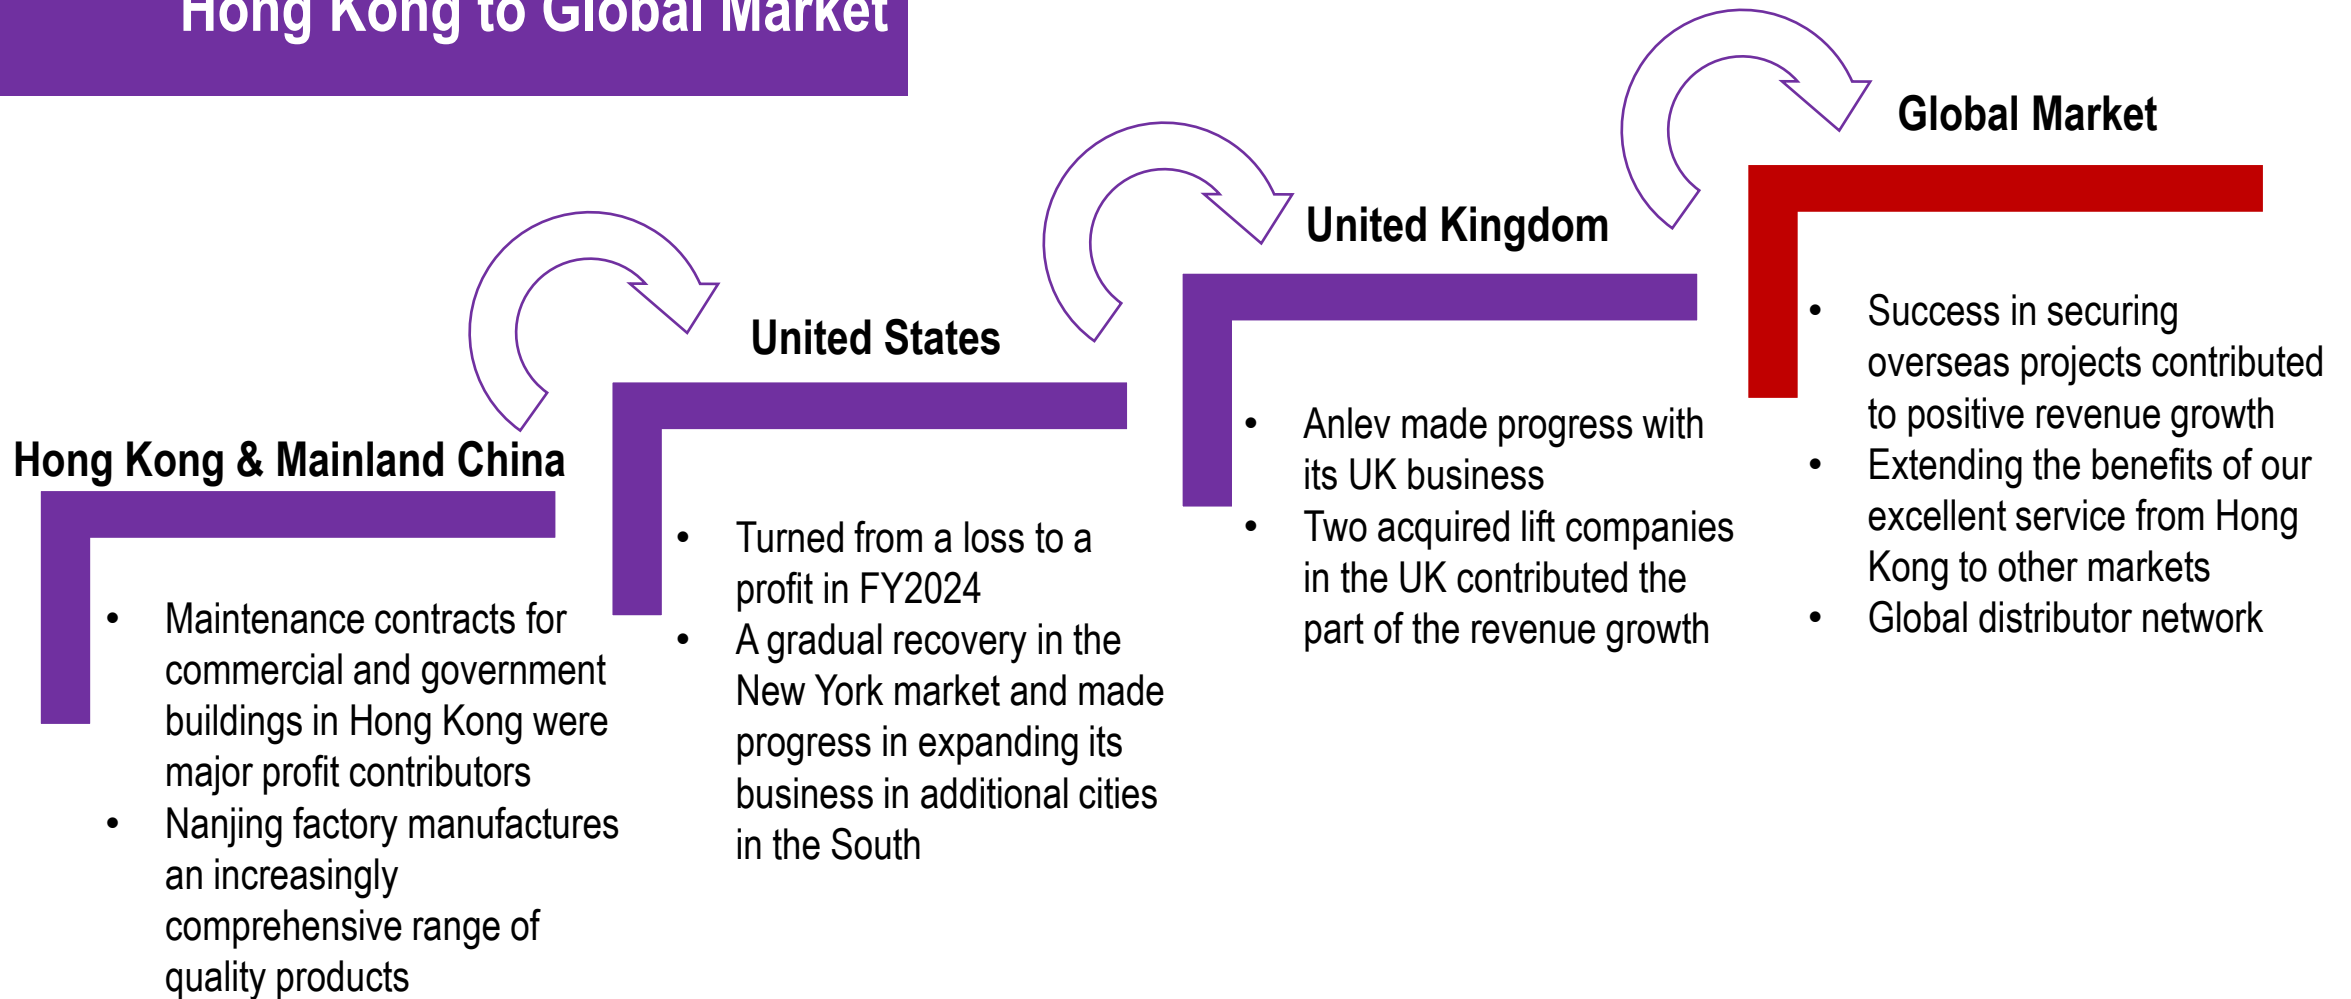 Hong Kong to Global Market
Hong Kong & Mainland China
• Maintenance contracts for
commercial and government
buildings in Hong Kong were
major profit contributors
• Nanjing factory manufactures
an increasingly
comprehensive range of
quality products
United States
• Turned from a loss to a
profit in FY2024
• A gradual recovery in the
New York market and made
progress in expanding its
business in additional cities
in the South
United Kingdom
• Anlev made progress with
its UK business
• Two acquired lift companies
in the UK contributed the
part of the revenue growth
Global Market
• Success in securing
overseas projects contributed
to positive revenue growth
• Extending the benefits of our
excellent service from Hong
Kong to other markets
• Global distributor network